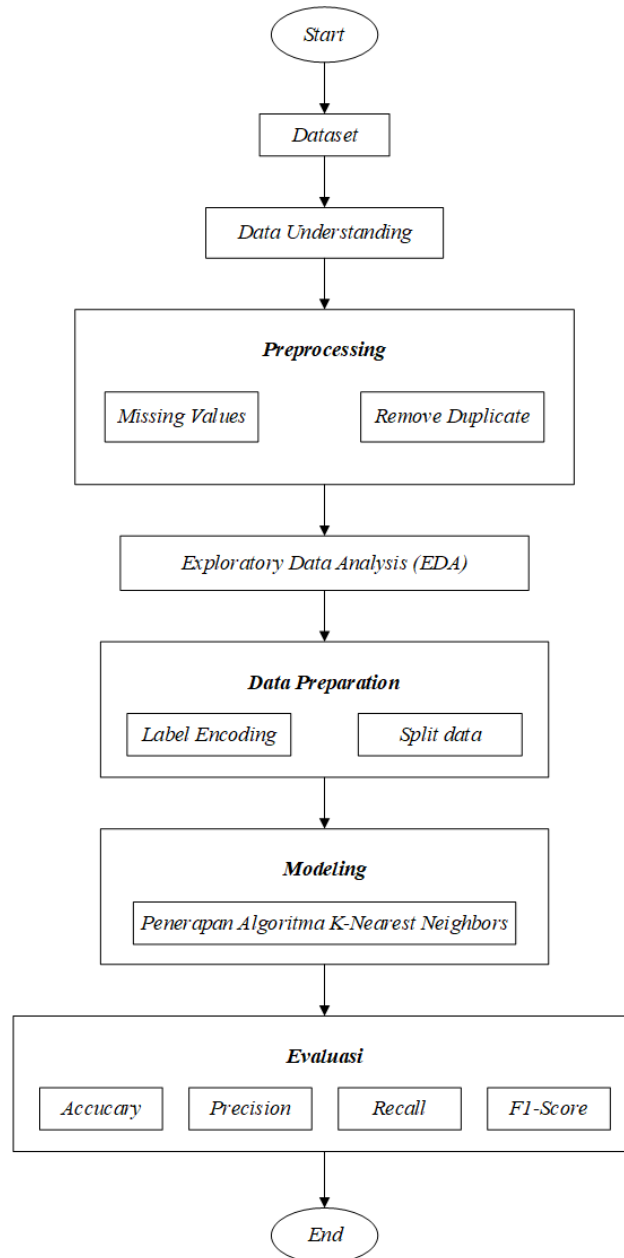 Start
Dataset
Data Understanding
Preprocessing
Missing Values
Remove Duplicate
Exploratory Data Analysis (EDA)
Data Preparation
Label Encoding
Split data
Modeling
Penerapan Algoritma K-Nearest Neighbors
Evaluasi
Accucary
Precision
Recall
F1-Score
End